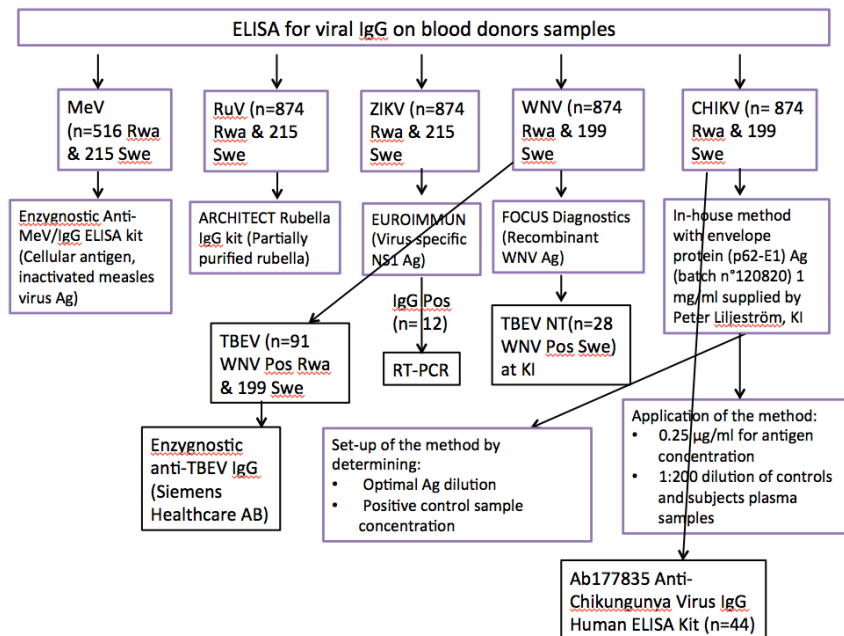 ELISA for viral IgG on blood donors samples
MeV
(n=516 Rwa
& 215 Swe
RuV (n=874
Rwa & 215
Swe
ZIKV (n=874
Rwa & 215
Swe
WNV (n=874
Rwa & 199
Swe
CHIKV (n= 874
Rwa & 199
Swe
Enzygnostic Anti-
MeV/IgG ELISA kit
(Cellular antigen,
inactivated measles
virus Ag)
ARCHITECT Rubella
IgG kit (Partially
purified rubella)
EUROIMMUN
(Virus-specific
NS1 Ag)
FOCUS Diagnostics
(Recombinant
WNV Ag)
In-house method
with envelope
protein (p62-E1) Ag
(batch n°120820) 1
mg/ml supplied by
Peter Liljeström, KI
IgG Pos
(n= 12)
TBEV (n=91
WNV Pos Rwa
& 199 Swe
RT-PCR
TBEV NT(n=28
WNV Pos Swe)
at KI
Enzygnostic
anti-TBEV IgG
(Siemens
Healthcare AB)
Set-up of the method by
determining:
• Optimal Ag dilution
• Positive control sample
concentration
Application of the method:
• 0.25 µg/ml for antigen
concentration
• 1:200 dilution of controls
and subjects plasma
samples
Ab177835 Anti-
Chikungunya Virus IgG
Human ELISA Kit (n=44)